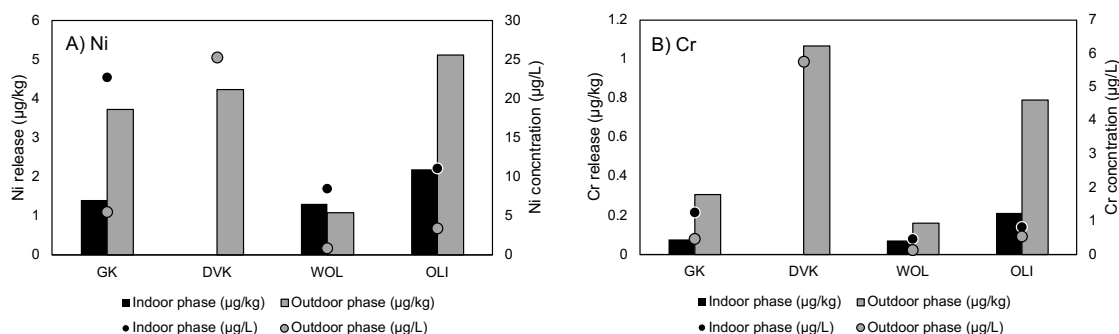 A) Ni
Ni release (µg/kg)
6
5
4
3
2
1
0
30
25
20
15
10
5
0
Ni concntration (µg/L)
GK DVK WOL OLI
Indoor phase (µg/kg) Outdoor phase (µg/kg)
Indoor phase (µg/L) Outdoor phase (µg/L)
B) Cr
Cr release (µg/kg)
1.2
1
0.8
0.6
0.4
0.2
0
7
6
5
4
3
2
1
0
Cr concntration (µg/L)
GK DVK WOL OLI
Indoor phase (µg/kg) Outdoor phase (µg/kg)
Indoor phase (µg/L) Outdoor phase (µg/L)